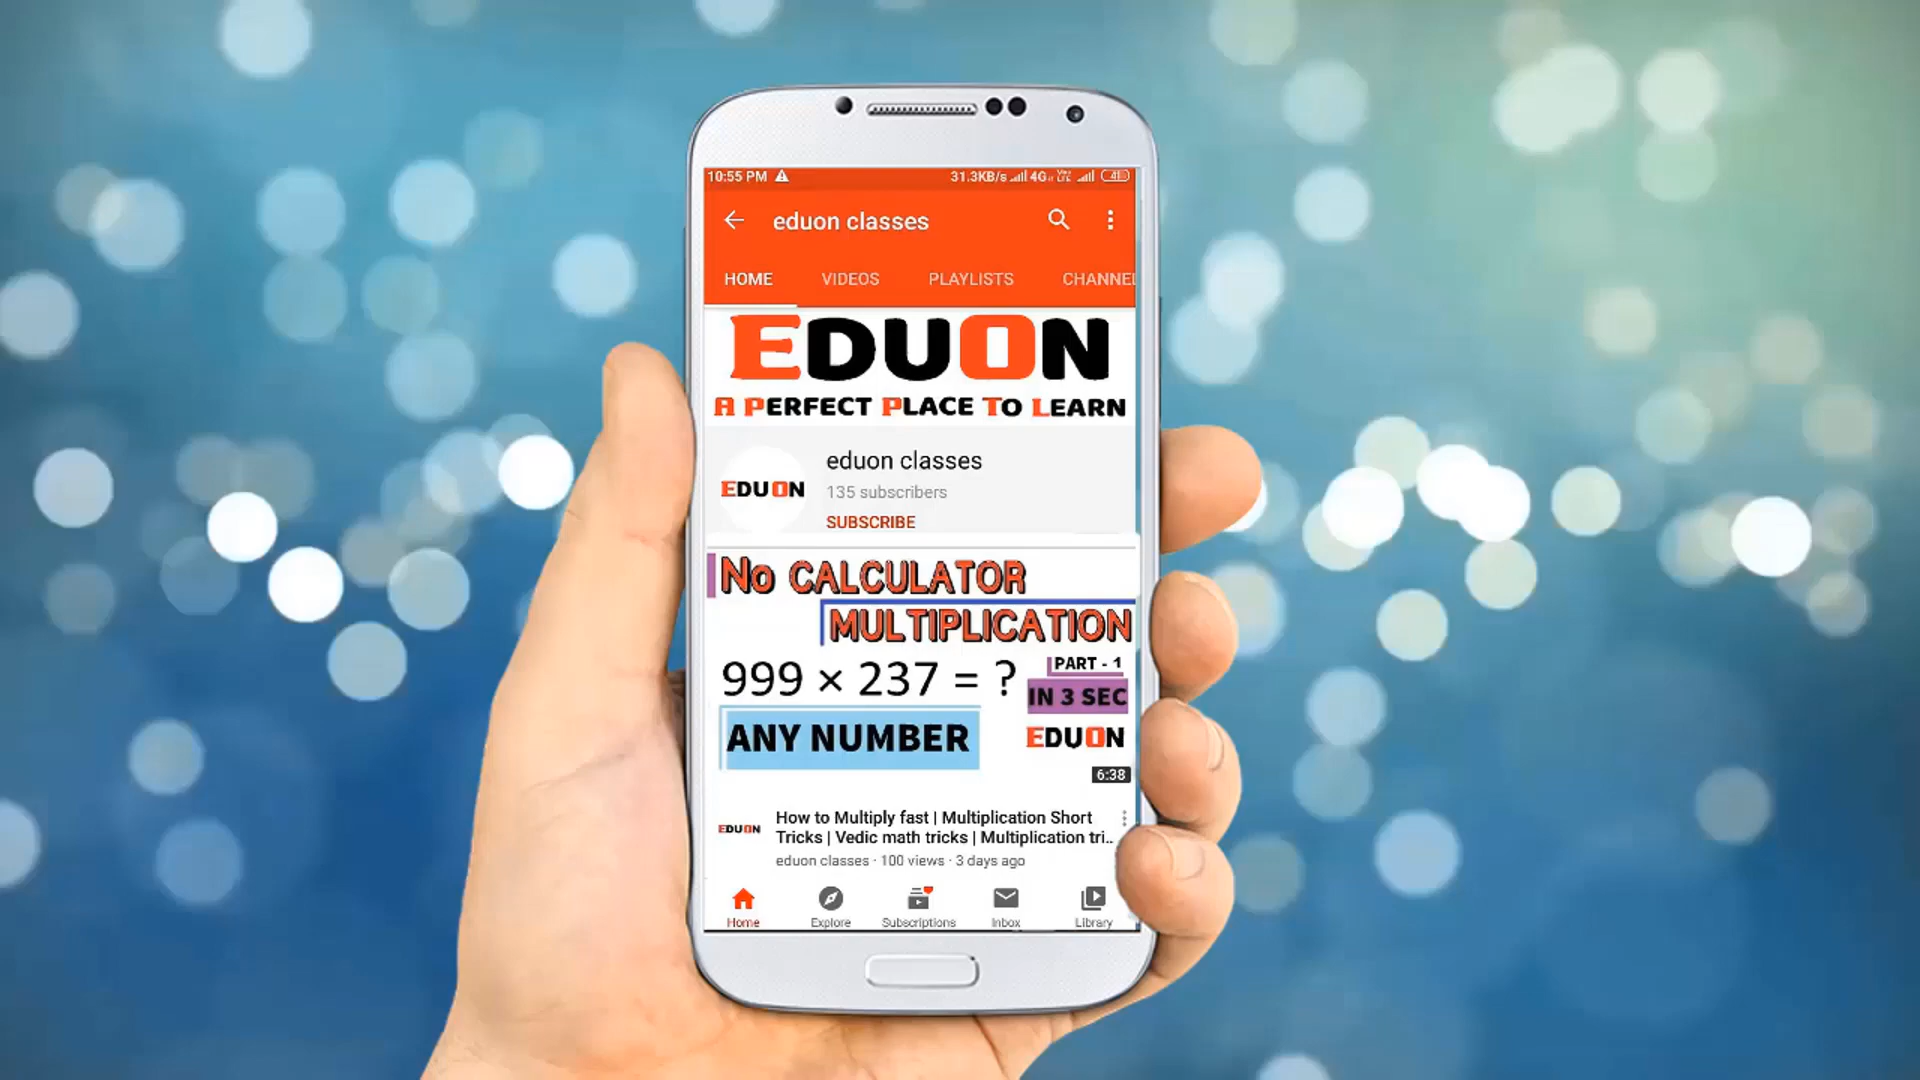 10:55 PM 31.3KB/s 4G 41
eduon classes
HOME VIDEOS PLAYLISTS CHANNEL
EDUON
A PERFECT PLACE TO LEARN
EDUON
eduon classes
135 subscribers
SUBSCRIBE
No CALCULATOR
MULTIPLICATION
999 × 237 = ?
PART - 1
IN 3 SEC
ANY NUMBER
EDUON
6:38
EDUON
How to Multiply fast | Multiplication Short
Tricks | Vedic math tricks | Multiplication tri..
eduon classes · 100 views · 3 days ago
Home Explore Subscriptions Inbox Library